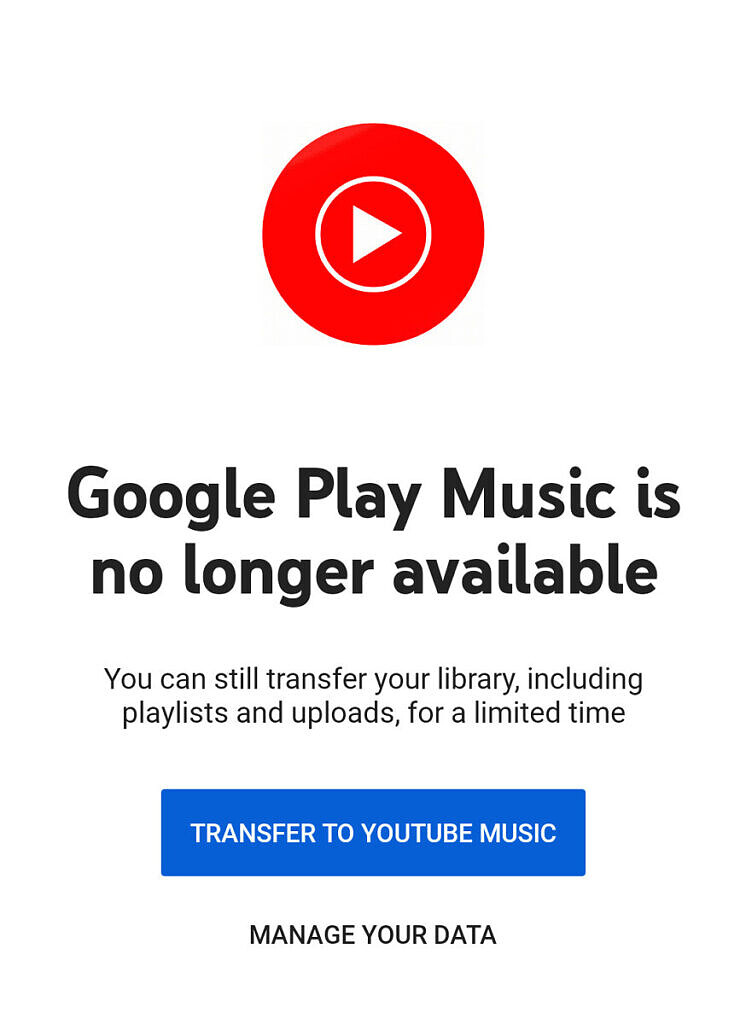 Google Play Music is
no longer available
You can still transfer your library, including
playlists and uploads, for a limited time
TRANSFER TO YOUTUBE MUSIC
MANAGE YOUR DATA